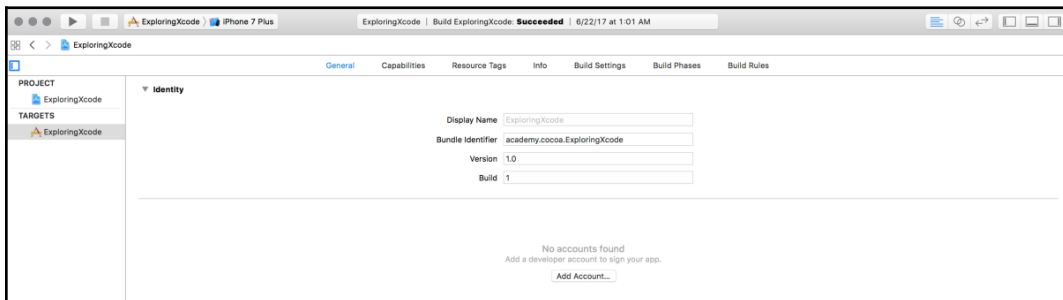 ExploringXcode iPhone 7 Plus ExploringXcode | Build ExploringXcode: Succeeded | 6/22/17 at 1:01 AM
ExploringXcode
General Capabilities Resource Tags Info Build Settings Build Phases Build Rules
PROJECT
ExploringXcode
TARGETS
ExploringXcode
Identity
Display Name ExploringXcode
Bundle Identifier academy.cocoa.ExploringXcode
Version 1.0
Build 1
No accounts found
Add a developer account to sign your app.
Add Account...